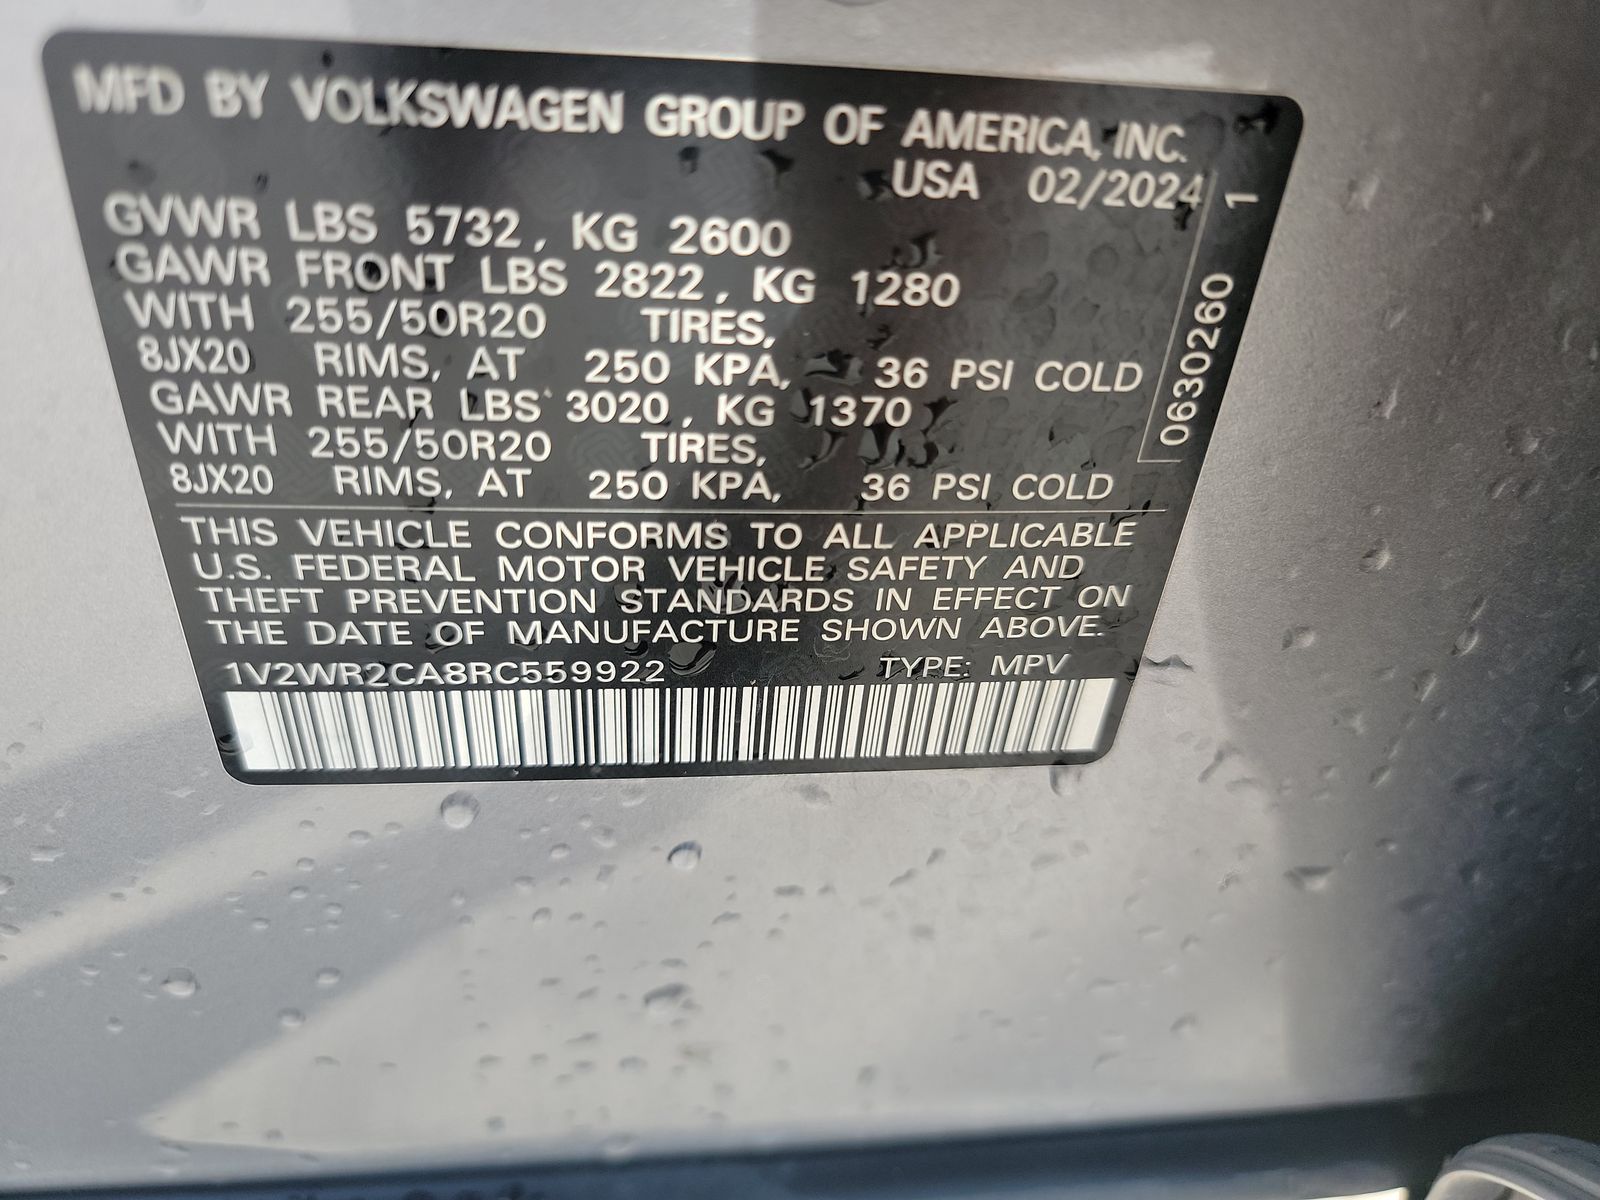 MFD BY VOLKSWAGEN GROUP OF AMERICA, INC.
USA 02/2024
GVWR LBS 5732, KG 2600
GAWR FRONT LBS 2822, KG 1280
WITH 255/50R20 TIRES,
8JX20 RIMS, AT 250 KPA, 36 PSI COLD
GAWR REAR LBS 3020, KG 1370
WITH 255/50R20 TIRES,
8JX20 RIMS, AT 250 KPA, 36 PSI COLD
THIS VEHICLE CONFORMS TO ALL APPLICABLE
U.S. FEDERAL MOTOR VEHICLE SAFETY AND
THEFT PREVENTION STANDARDS IN EFFECT ON
THE DATE OF MANUFACTURE SHOWN ABOVE.
1V2WR2CA8RC559922 TYPE: MPV
0630260 1 1